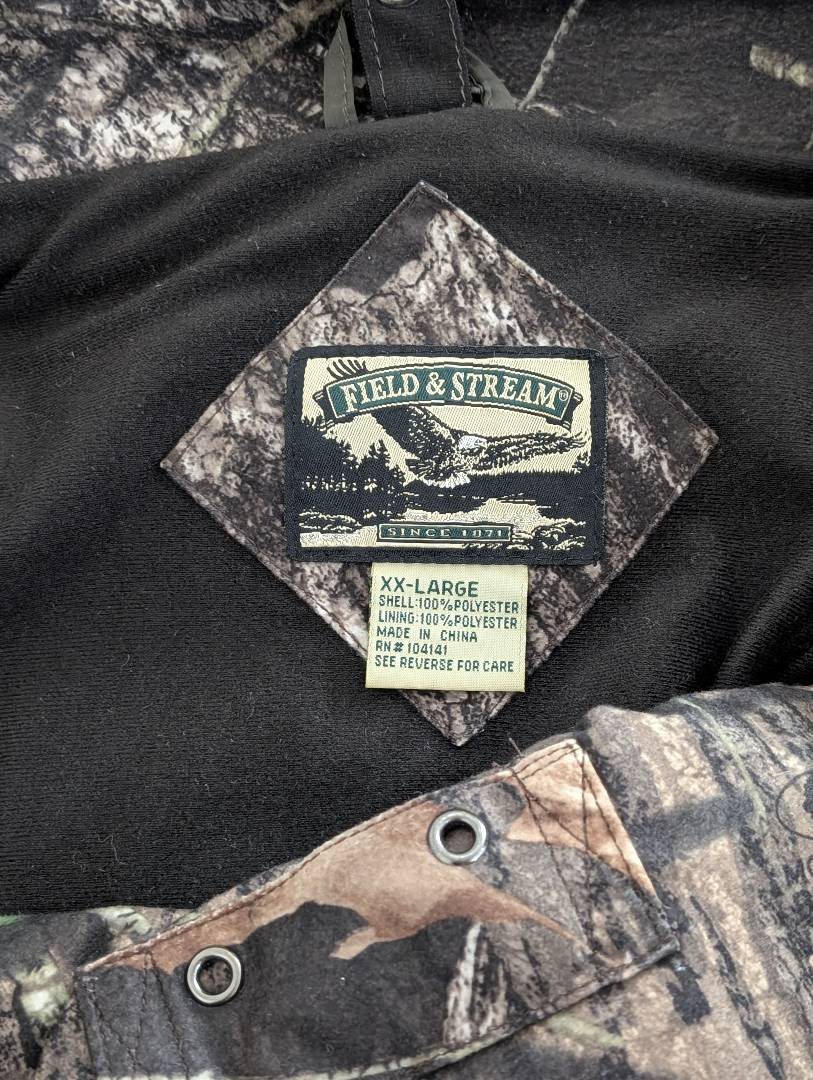 FIELD & STREAM®
SINCE 1871
XX-LARGE
SHELL:100%POLYESTER
LINING:100%POLYESTER
MADE IN CHINA
RN# 104141
SEE REVERSE FOR CARE